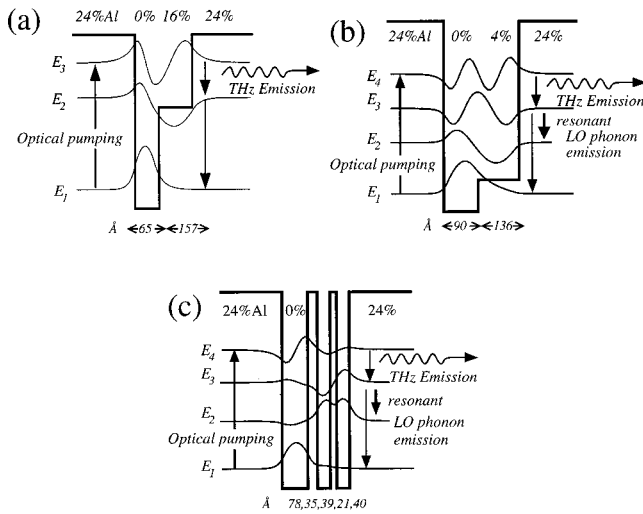 (a)
24%Al 0% 16% 24%
E3
E2
E1
Optical pumping
THz Emission
Å 65 157
(b)
24%Al 0% 4% 24%
E4
E3
E2
E1
Optical pumping
THz Emission
resonant
LO phonon
emission
Å 90 136
(c)
24%Al 0% 24%
E4
E3
E2
E1
Optical pumping
THz Emission
resonant
LO phonon
emission
Å 78,35,39,21,40